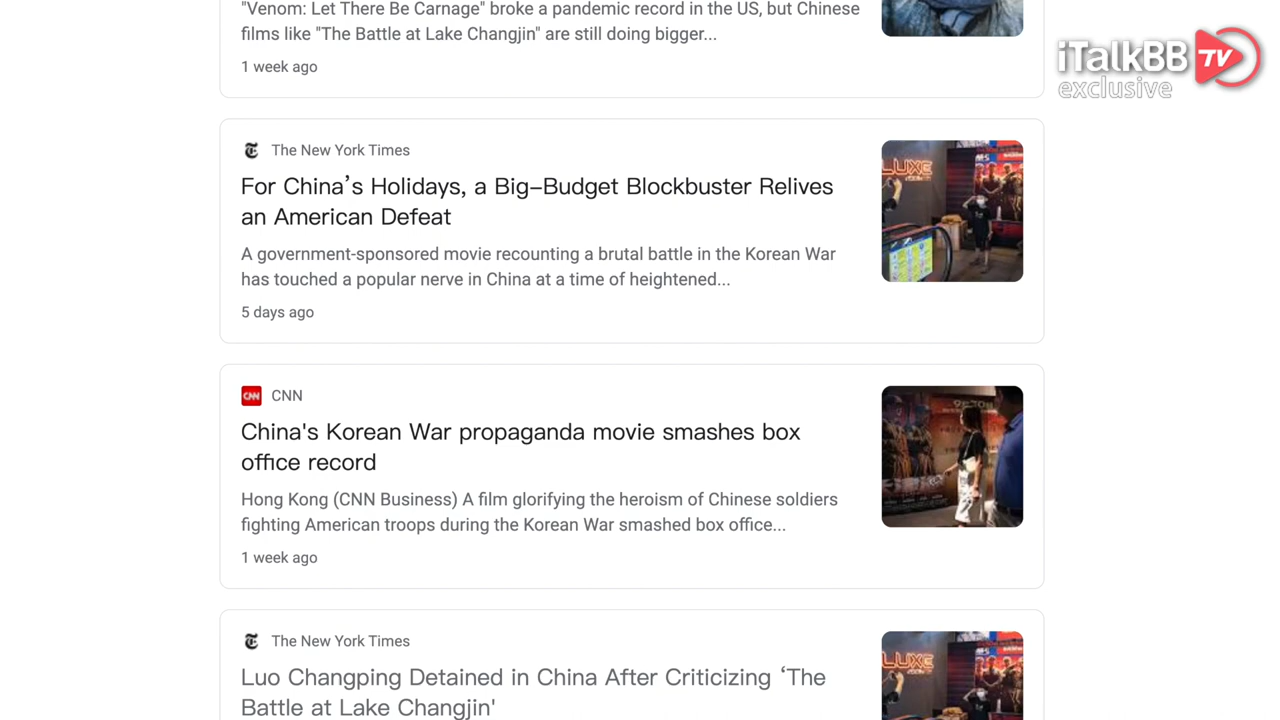 "Venom: Let There Be Carnage" broke a pandemic record in the US, but Chinese
films like "The Battle at Lake Changjin" are still doing bigger...
1 week ago
iTalkBB TV
exclusive
The New York Times
For China’s Holidays, a Big-Budget Blockbuster Relives
an American Defeat
A government-sponsored movie recounting a brutal battle in the Korean War
has touched a popular nerve in China at a time of heightened...
5 days ago
LUXE
CNN
CNN
China's Korean War propaganda movie smashes box
office record
Hong Kong (CNN Business) A film glorifying the heroism of Chinese soldiers
fighting American troops during the Korean War smashed box office...
1 week ago
The New York Times
Luo Changping Detained in China After Criticizing ‘The
Battle at Lake Changjin'
LUXE